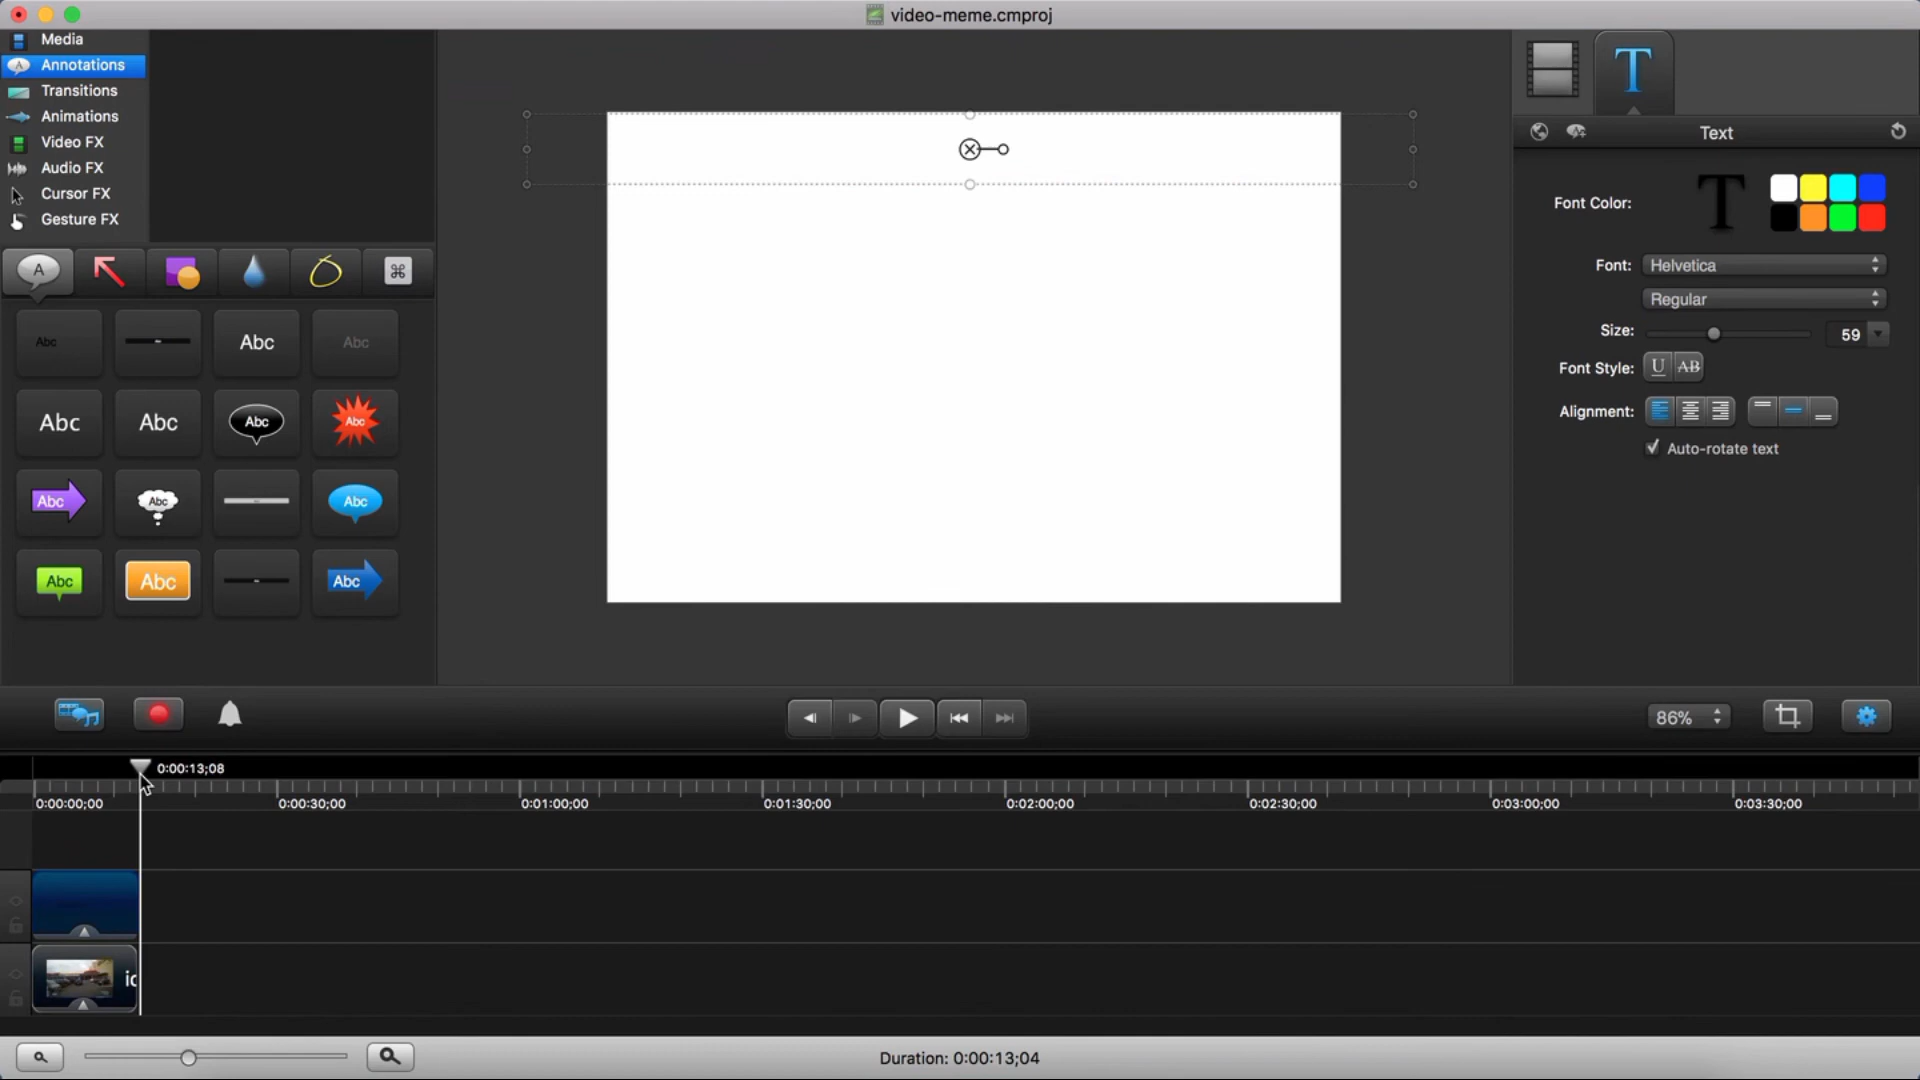 video-meme.cmproj
Media
Annotations
Transitions
Animations
Video FX
Audio FX
Cursor FX
Gesture FX
A
Abc
Abc
Abc
Abc
Abc
Abc
Abc
Abc
Abc
Abc
Abc
Abc
Abc
T
Text
Font Color:
T
Font:
Helvetica
Regular
Size:
59
Font Style:
U
AB
Alignment:
Auto-rotate text
86%
0:00:13;08
0:00:00;00
0:00:30;00
0:01:00;00
0:01:30;00
0:02:00;00
0:02:30;00
0:03:00;00
0:03:30;00
Duration: 0:00:13;04